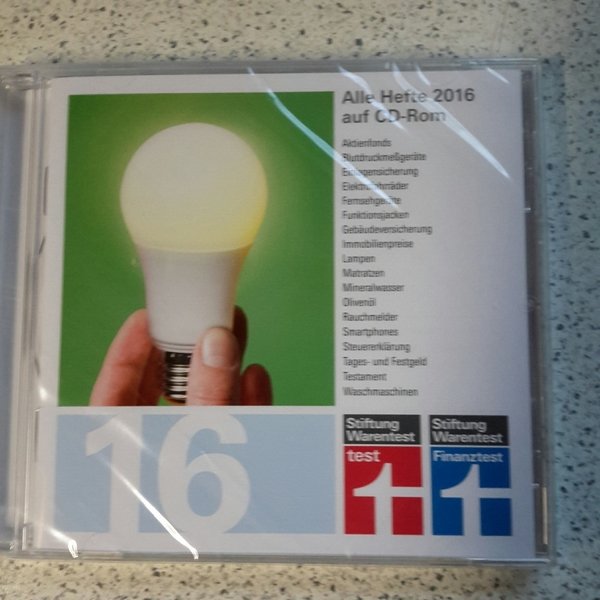 Alle Hefte 2016
auf CD-Rom
Aktienfonds
Blutdruckmeßgeräte
Einlagensicherung
Elektrofahrräder
Fernsehgeräte
Funktionsjacken
Gebäudeversicherung
Immobilienpreise
Lampen
Matratzen
Mineralwasser
Olivenöl
Rauchmelder
Smartphones
Steuererklärung
Tages- und Festgeld
Testament
Waschmaschinen
16
Stiftung
Warentest
test
Stiftung
Warentest
Finanztest